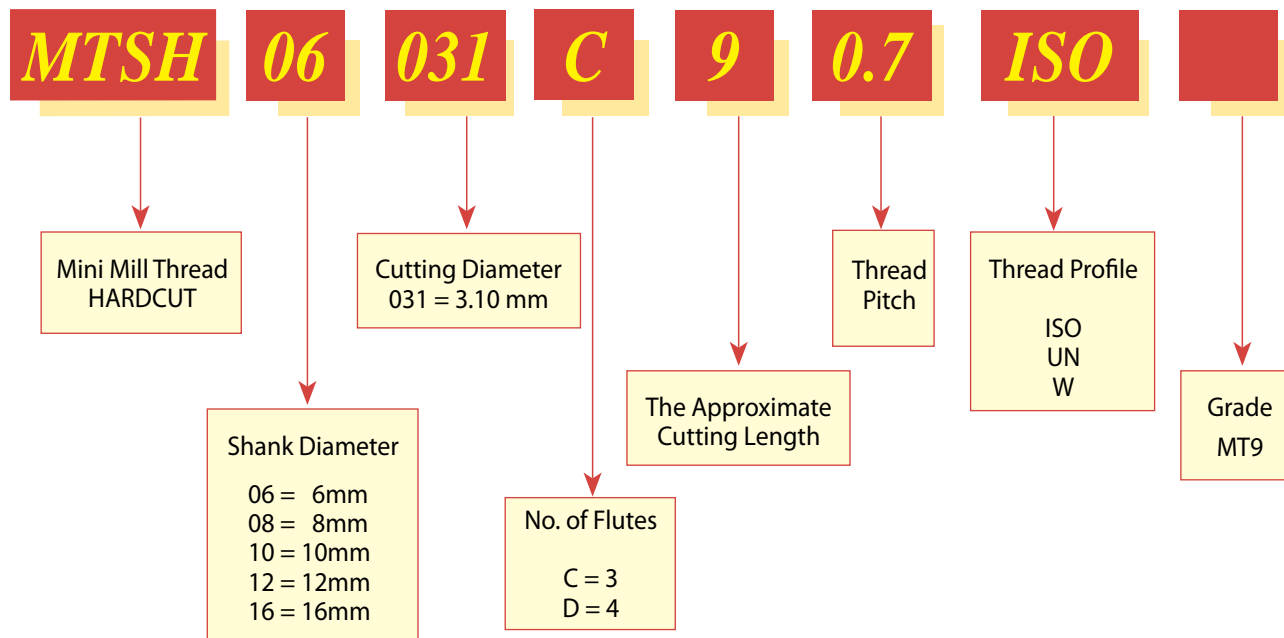 MTSH 06 031 C 9 0.7 ISO
Mini Mill Thread
HARDCUT
Shank Diameter
06 = 6mm
08 = 8mm
10 = 10mm
12 = 12mm
16 = 16mm
Cutting Diameter
031 = 3.10 mm
No. of Flutes
C = 3
D = 4
The Approximate
Cutting Length
Thread
Pitch
Thread Profile
ISO
UN
W
Grade
MT9